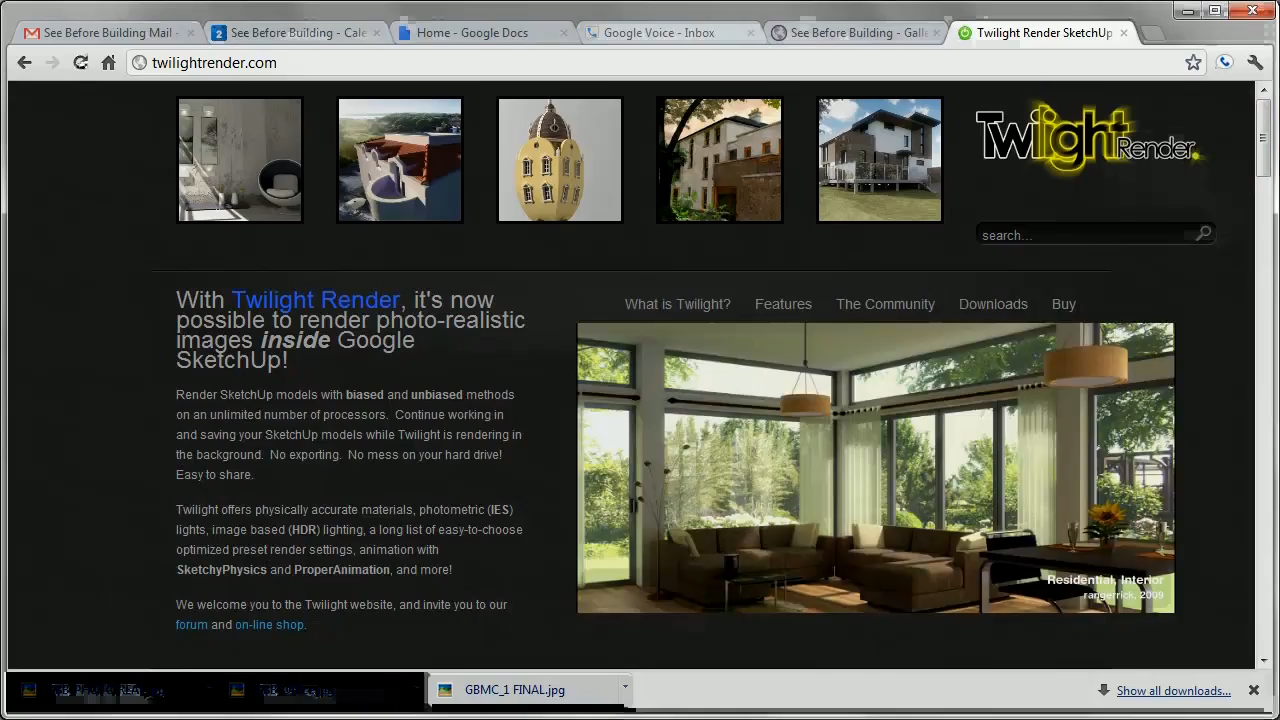 See Before Building Mail -
See Before Building - Cale
Home - Google Docs
Google Voice - Inbox
See Before Building - Gall
Twilight Render SketchUp
twilightrender.com
Twilight Render.
search...
With Twilight Render, it's now
possible to render photo-realistic
images inside Google
SketchUp!
What is Twilight?
Features
The Community
Downloads
Buy
Render SketchUp models with biased and unbiased methods
on an unlimited number of processors. Continue working in
and saving your SketchUp models while Twilight is rendering in
the background. No exporting. No mess on your hard drive!
Easy to share.
Twilight offers physically accurate materials, photometric (IES)
lights, image based (HDR) lighting, a long list of easy-to-choose
optimized preset render settings, animation with
SketchyPhysics and ProperAnimation, and more!
We welcome you to the Twilight website, and invite you to our
forum and on-line shop.
Residential, Interior
rangerrick, 2009
GBMC_1 FINAL.jpg
Show all downloads...